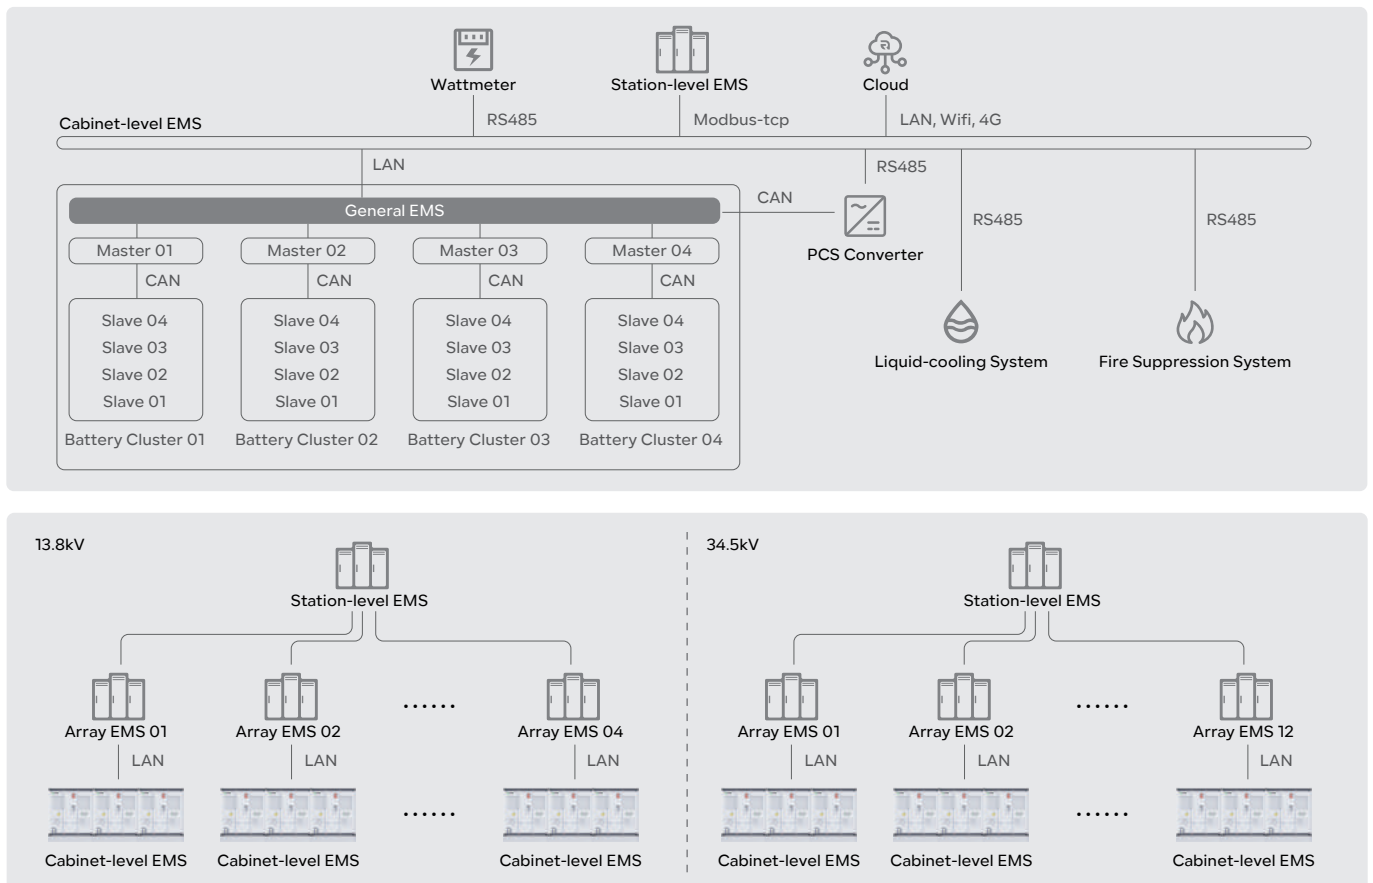 Wattmeter
Station-level EMS
Cloud
RS485
Modbus-tcp
LAN, Wifi, 4G
Cabinet-level EMS
LAN
RS485
General EMS
CAN
PCS Converter
RS485
RS485
Master 01
Master 02
Master 03
Master 04
CAN
CAN
CAN
CAN
Slave 04
Slave 03
Slave 02
Slave 01
Slave 04
Slave 03
Slave 02
Slave 01
Slave 04
Slave 03
Slave 02
Slave 01
Slave 04
Slave 03
Slave 02
Slave 01
Battery Cluster 01
Battery Cluster 02
Battery Cluster 03
Battery Cluster 04
Liquid-cooling System
Fire Suppression System
13.8kV
Station-level EMS
Array EMS 01
Array EMS 02
......
Array EMS 04
LAN
LAN
LAN
......
Cabinet-level EMS
Cabinet-level EMS
Cabinet-level EMS
34.5kV
Station-level EMS
Array EMS 01
Array EMS 02
......
Array EMS 12
LAN
LAN
LAN
......
Cabinet-level EMS
Cabinet-level EMS
Cabinet-level EMS